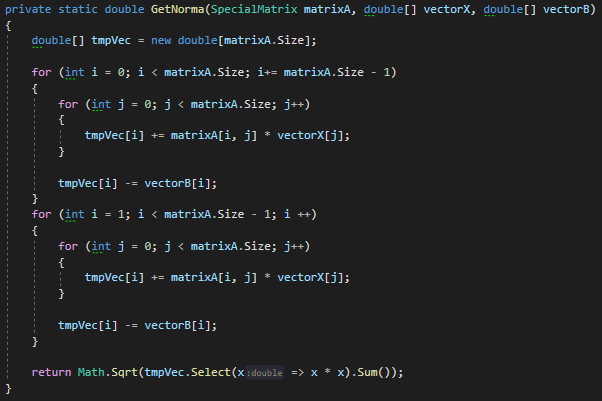 private static double GetNorma(SpecialMatrix matrixA, double[] vectorX, double[] vectorB)
{
    double[] tmpVec = new double[matrixA.Size];

    for (int i = 0; i < matrixA.Size; i+= matrixA.Size - 1)
    {
        for (int j = 0; j < matrixA.Size; j++)
        {
            tmpVec[i] += matrixA[i, j] * vectorX[j];
        }

        tmpVec[i] -= vectorB[i];
    }
    for (int i = 1; i < matrixA.Size - 1; i ++)
    {
        for (int j = 0; j < matrixA.Size; j++)
        {
            tmpVec[i] += matrixA[i, j] * vectorX[j];
        }

        tmpVec[i] -= vectorB[i];
    }

    return Math.Sqrt(tmpVec.Select(x:double => x * x).Sum());
}